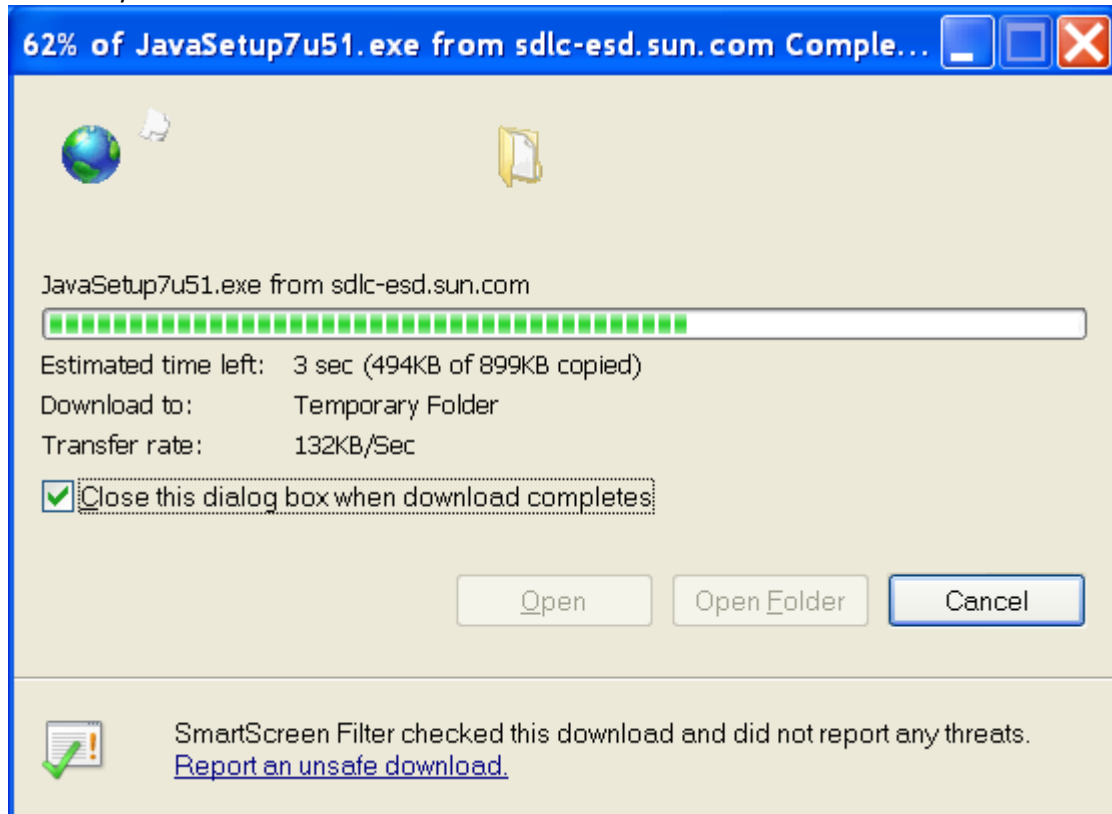 62% of JavaSetup7u51.exe from sdlc-esd.sun.com Comple...
JavaSetup7u51.exe from sdlc-esd.sun.com
Estimated time left: 3 sec (494KB of 899KB copied)
Download to: Temporary Folder
Transfer rate: 132KB/Sec
Close this dialog box when download completes
Open Open Folder Cancel
SmartScreen Filter checked this download and did not report any threats.
Report an unsafe download.